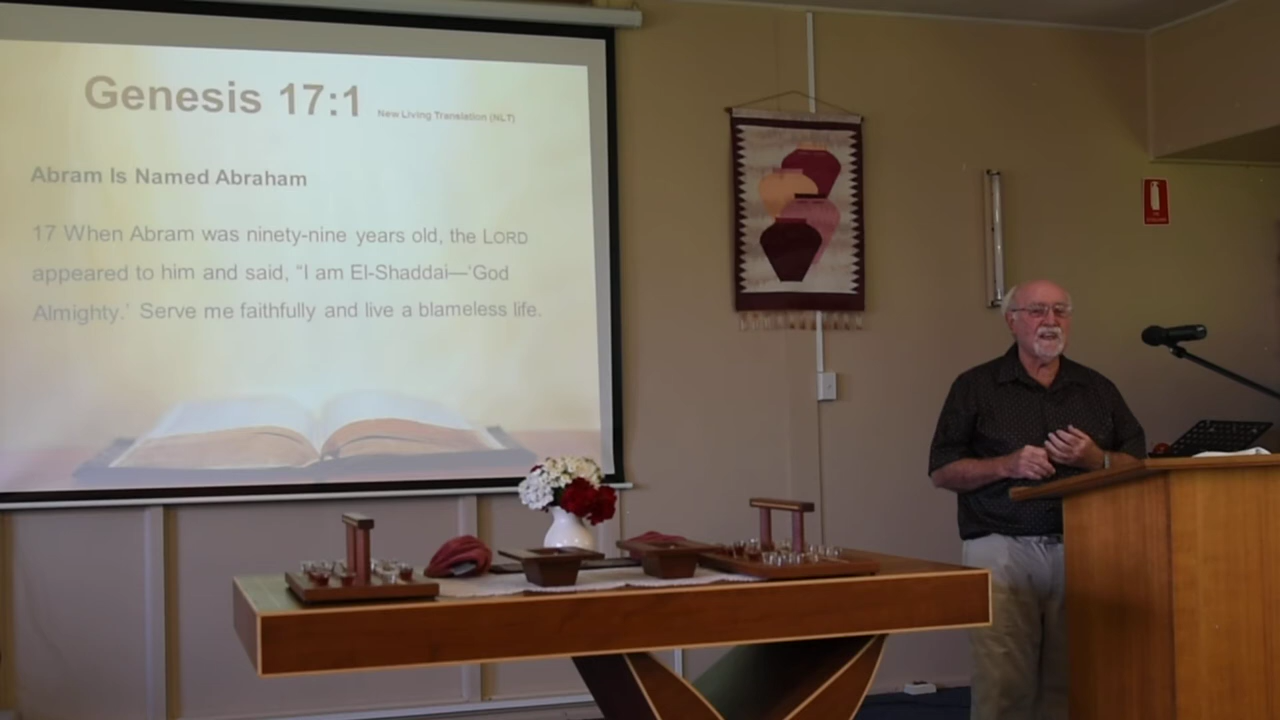 Genesis 17:1 New Living Translation (NLT)
Abram Is Named Abraham
17 When Abram was ninety-nine years old, the LORD
appeared to him and said, “I am El-Shaddai—‘God
Almighty.’ Serve me faithfully and live a blameless life.